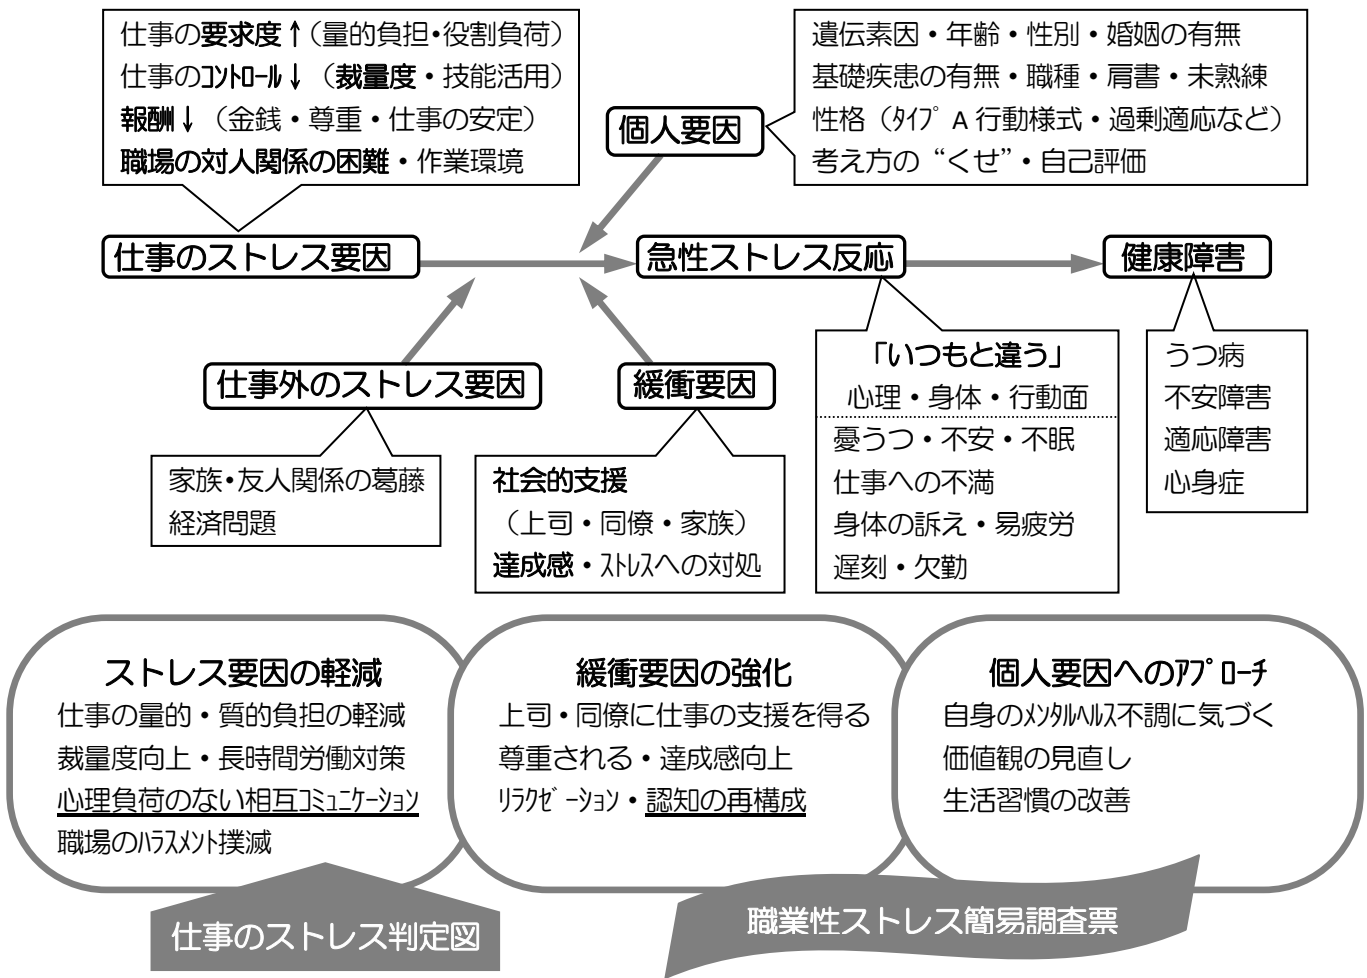 仕事の要求度↑（量的負担・役割負荷）
仕事のｺﾝﾄﾛｰﾙ↓（裁量度・技能活用）
報酬↓（金銭・尊重・仕事の安定）
職場の対人関係の困難・作業環境
個人要因
遺伝素因・年齢・性別・婚姻の有無
基礎疾患の有無・職種・肩書・未熟練
性格（ﾀｲﾌﾟ A 行動様式・過剰適応など）
考え方の “くせ”・自己評価
仕事のストレス要因
急性ストレス反応
健康障害
仕事外のストレス要因
緩衝要因
家族・友人関係の葛藤
経済問題
社会的支援
（上司・同僚・家族）
達成感・ｽﾄﾚｽへの対処
「いつもと違う」
心理・身体・行動面
憂うつ・不安・不眠
仕事への不満
身体の訴え・易疲労
遅刻・欠勤
うつ病
不安障害
適応障害
心身症
ストレス要因の軽減
仕事の量的・質的負担の軽減
裁量度向上・長時間労働対策
心理負荷のない相互ｺﾐｭﾆｹｰｼｮﾝ
職場のﾊﾗｽﾒﾝﾄ撲滅
緩衝要因の強化
上司・同僚に仕事の支援を得る
尊重される・達成感向上
ﾘﾗｸｾﾞｰｼｮﾝ・認知の再構成
個人要因へのｱﾌﾟﾛｰﾁ
自身のﾒﾝﾀﾙﾍﾙｽ不調に気づく
価値観の見直し
生活習慣の改善
仕事のストレス判定図
職業性ストレス簡易調査票